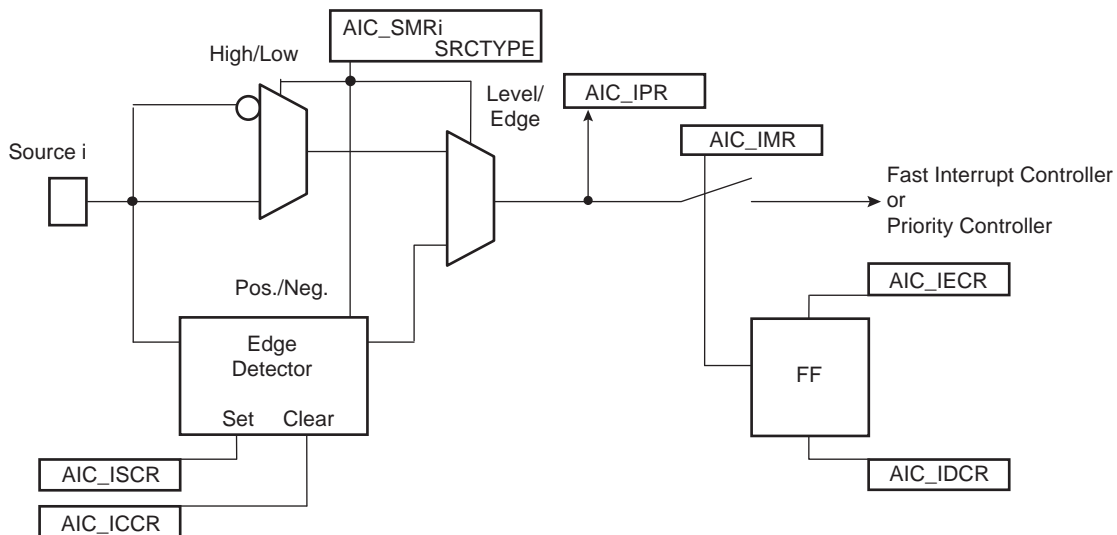 AIC_SMRi
SRCTYPE
High/Low
Level/
Edge
AIC_IPR
AIC_IMR
Source i
Fast Interrupt Controller
or
Priority Controller
AIC_IECR
Pos./Neg.
Edge
Detector
FF
Set Clear
AIC_ISCR
AIC_IDCR
AIC_ICCR